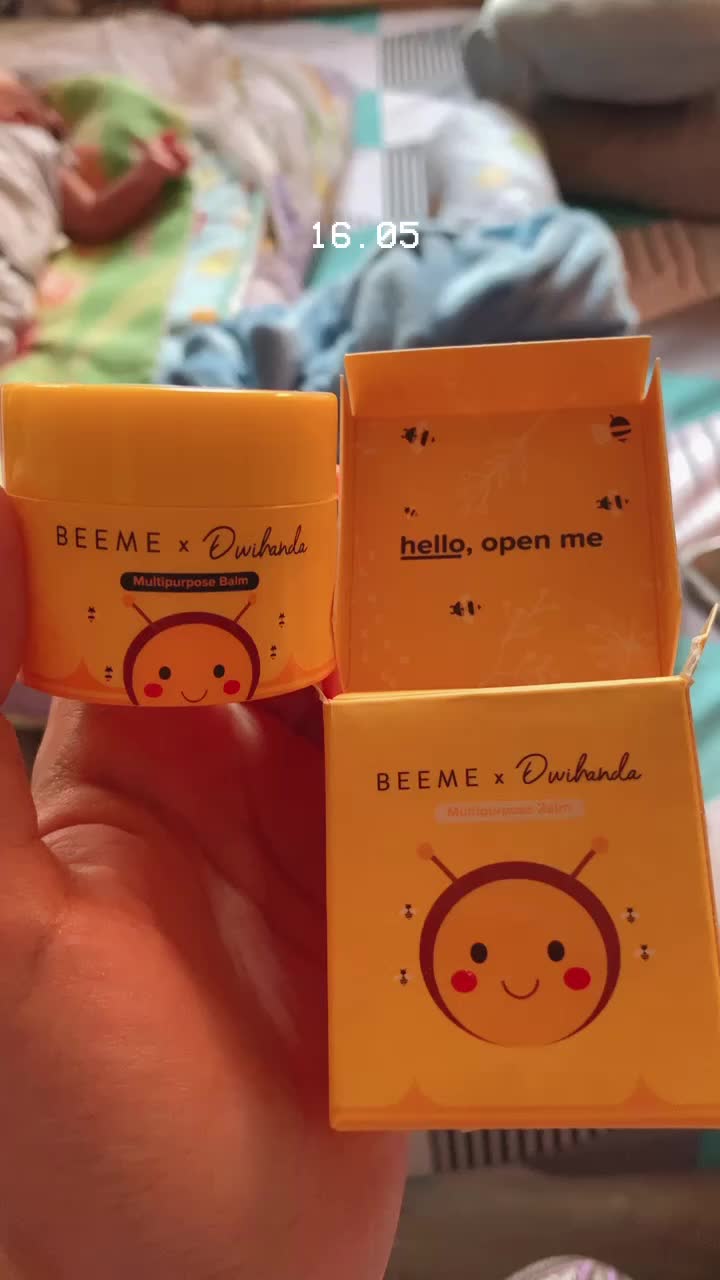 16.05
BEEME x Dwihanda
Multipurpose Balm
hello, open me
BEEME x Dwihanda
Multipurpose Balm